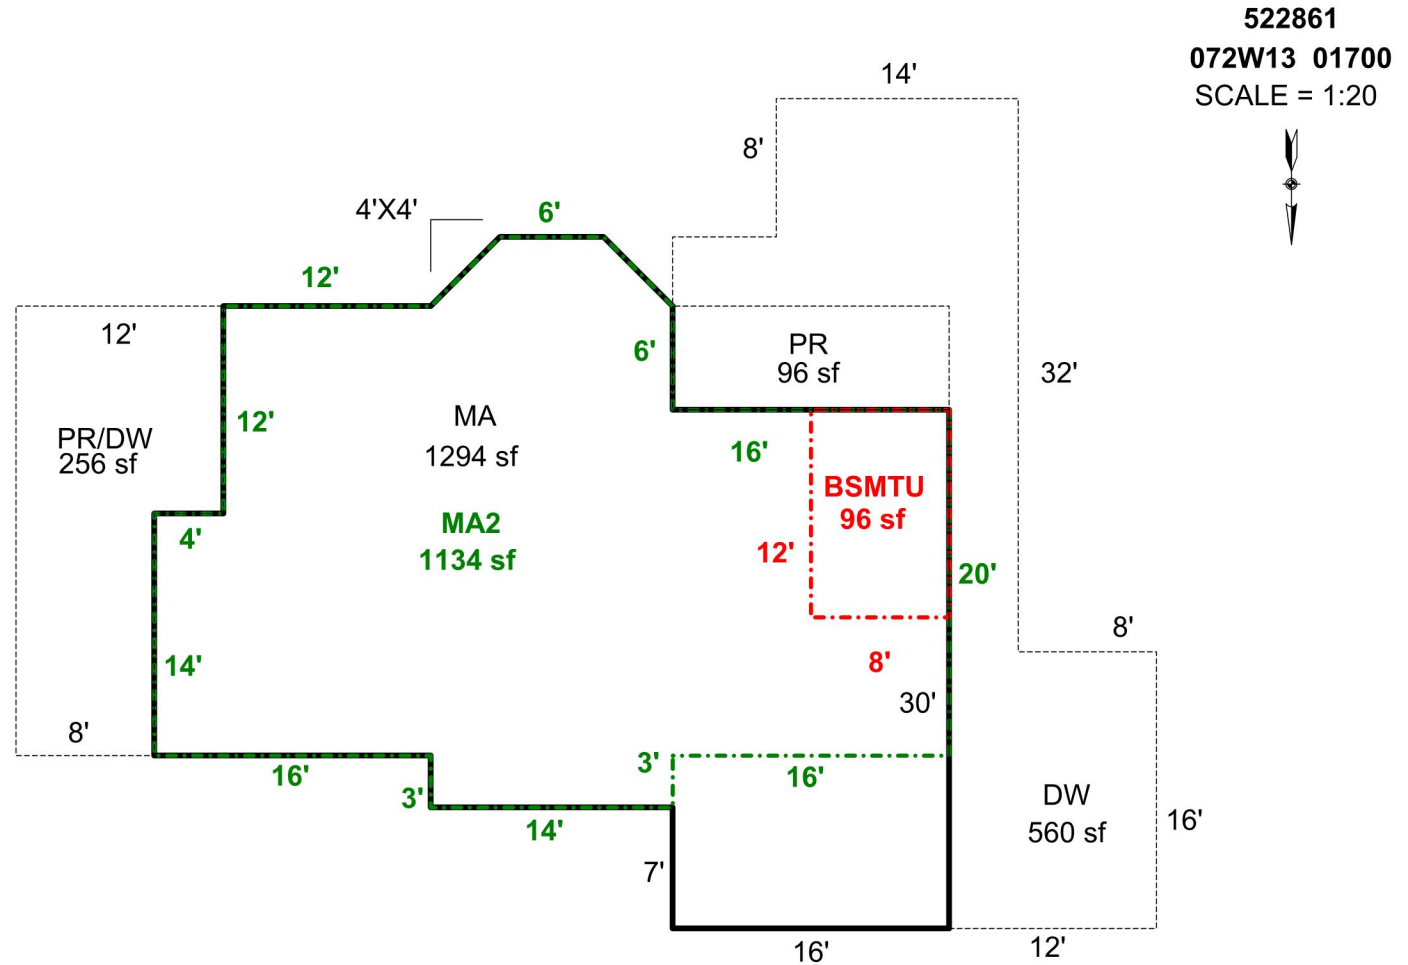 522861
072W13 01700
SCALE = 1:20
14'
8'
4'X4'
6'
12'
12'
6'
PR
96 sf
32'
12'
MA
1294 sf
PR/DW
256 sf
16'
BSMTU
96 sf
MA2
1134 sf
4'
12'
20'
14'
8'
8'
30'
8'
3'
16'
16'
3'
14'
DW
560 sf
16'
7'
16'
12'